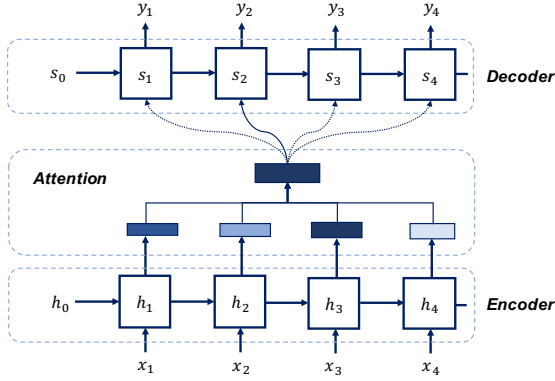 y₁ y₂ y₃ y₄
s₀ s₁ s₂ s₃ s₄ Decoder
Attention
h₀ h₁ h₂ h₃ h₄ Encoder
x₁ x₂ x₃ x₄